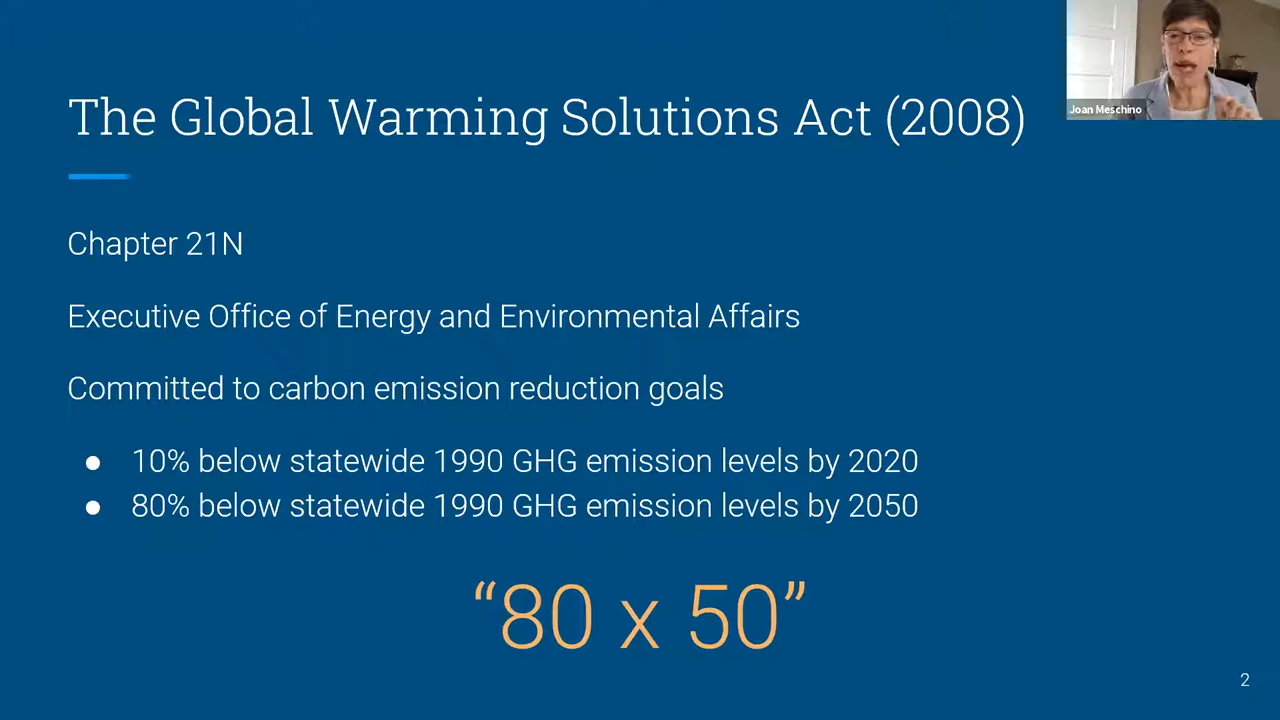 The Global Warming Solutions Act (2008)
Joan Meschino
Chapter 21N
Executive Office of Energy and Environmental Affairs
Committed to carbon emission reduction goals
● 10% below statewide 1990 GHG emission levels by 2020
● 80% below statewide 1990 GHG emission levels by 2050
“80 x 50”
2